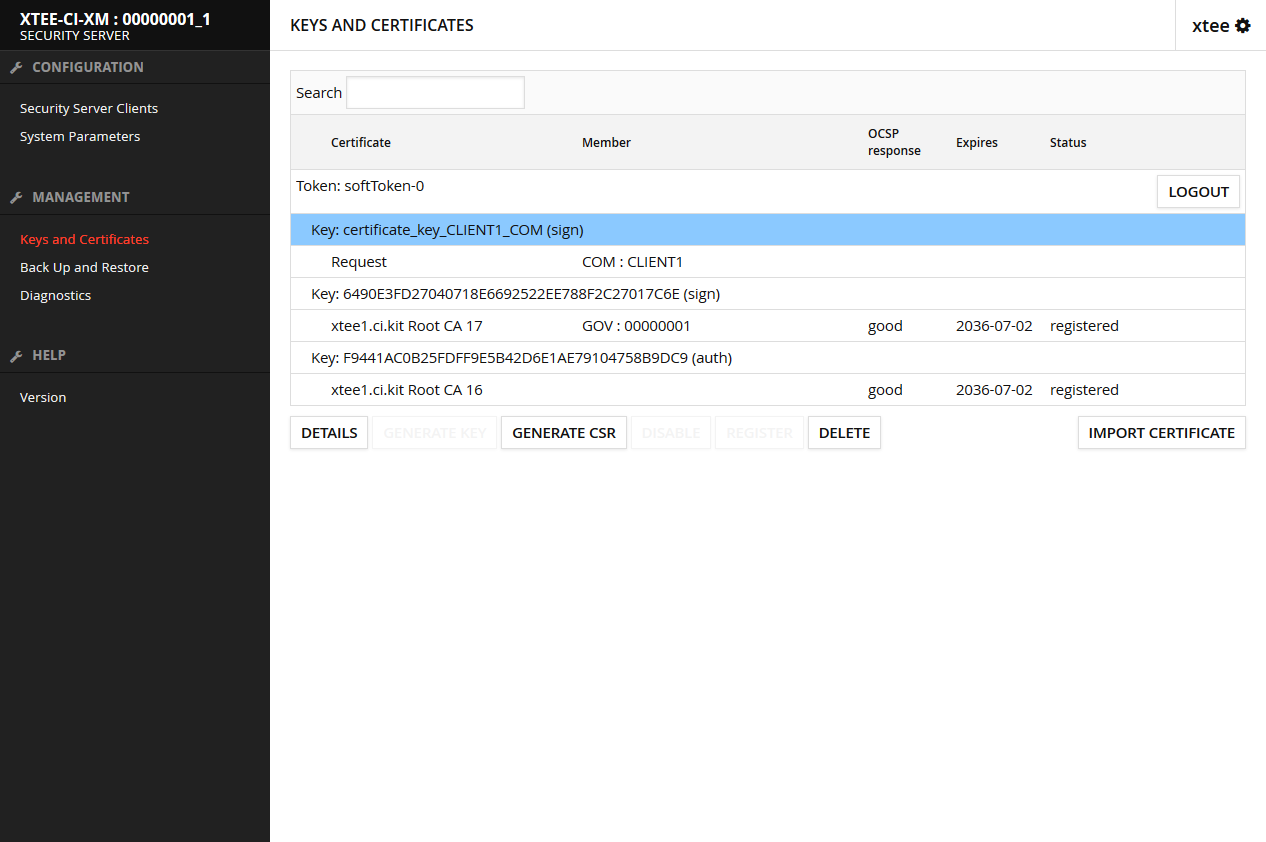 XTEE-CI-XM : 00000001_1
SECURITY SERVER
CONFIGURATION
Security Server Clients
System Parameters
MANAGEMENT
Keys and Certificates
Back Up and Restore
Diagnostics
HELP
Version
KEYS AND CERTIFICATES
xtee
Search
Certificate Member OCSP response Expires Status
Token: softToken-0
LOGOUT
Key: certificate_key_CLIENT1_COM (sign)
Request COM : CLIENT1
Key: 6490E3FD27040718E6692522EE788F2C27017C6E (sign)
xtee1.ci.kit Root CA 17 GOV : 00000001 good 2036-07-02 registered
Key: F9441AC0B25FDFF9E5B42D6E1AE79104758B9DC9 (auth)
xtee1.ci.kit Root CA 16 good 2036-07-02 registered
DETAILS GENERATE KEY GENERATE CSR DISABLE REGISTER DELETE IMPORT CERTIFICATE